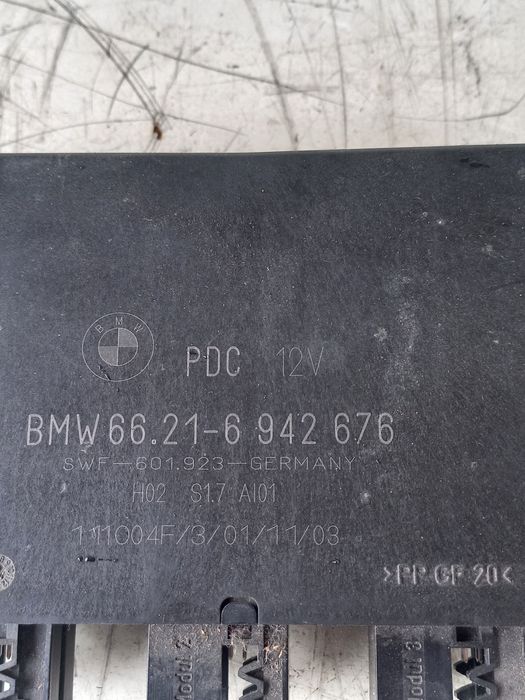 BMW
PDC 12V
BMW 66.21-6 942 676
SWF-601.923-GERMANY
H02 S1.7 AI01
111004F/3/01/11/03
>PP GF 20<